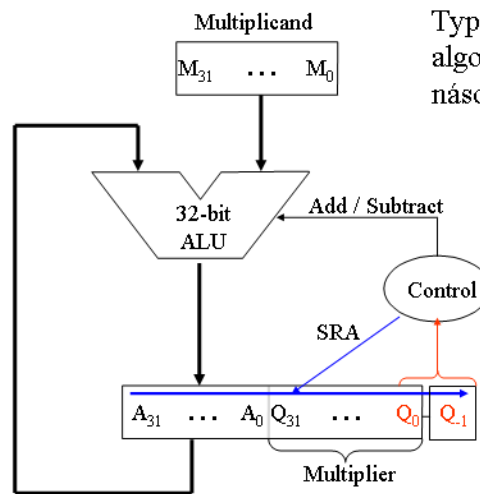 Multiplicand
Typ
algo
náso
M31 ... M0
32-bit
ALU
Add / Subtract
Control
SRA
A31 ... A0 Q31 ... Q0 Q-1
Multiplier